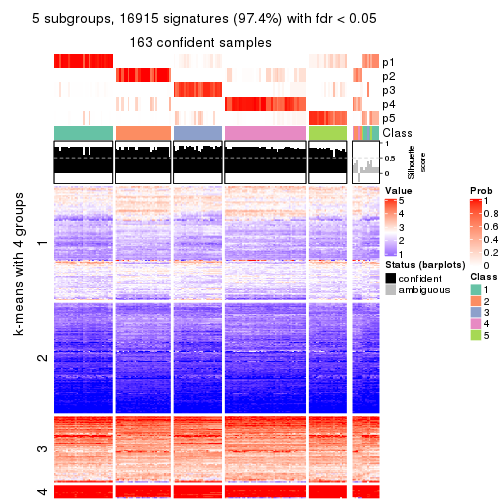 5 subgroups, 16915 signatures (97.4%) with fdr < 0.05
163 confident samples
p1
p2
p3
p4
p5
Class
1
0.5
0
Silhouette
score
k-means with 4 groups
1
2
3
4
Value
5
4
3
2
1
Status (barplots)
confident
ambiguous
Prob
1
0.8
0.6
0.4
0.2
0
Class
1
2
3
4
5